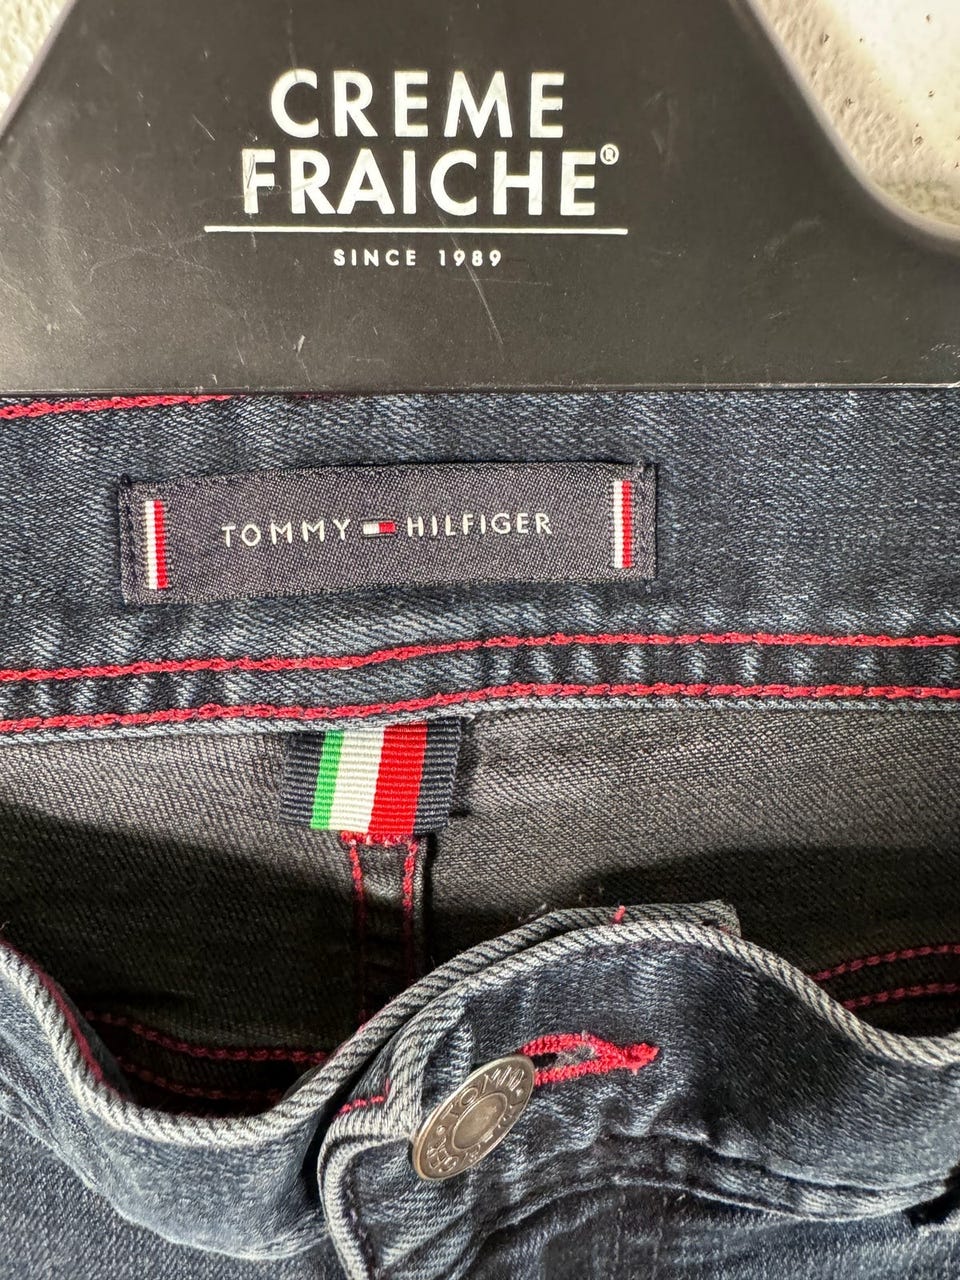 CREME
FRAICHE®
SINCE 1989
TOMMY HILFIGER